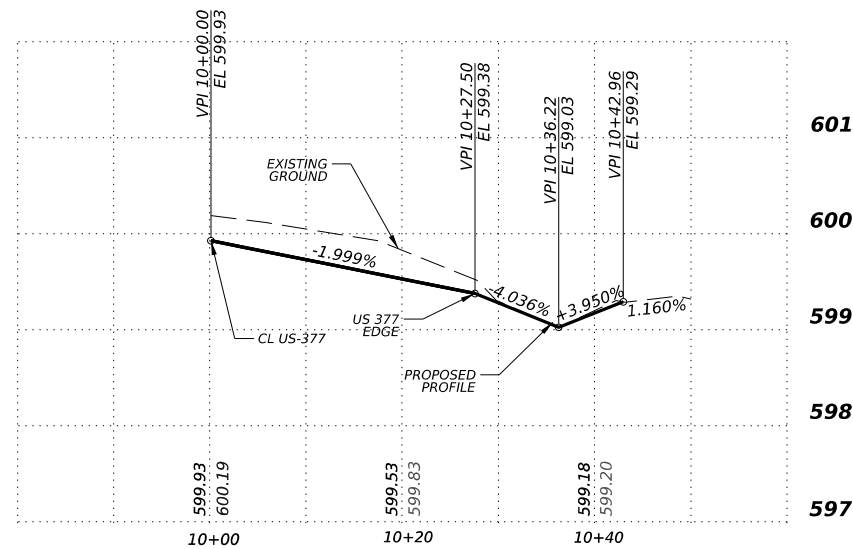 VPI 10+00.00
EL 599.93
VPI 10+27.50
EL 599.38
VPI 10+36.22
EL 599.03
VPI 10+42.96
EL 599.29
601
EXISTING
GROUND
600
-1.999%
-4.036%
+3.950%
1.160%
US 377
EDGE
599
CL US-377
PROPOSED
PROFILE
598
599.93
600.19
599.53
599.83
599.18
599.20
597
10+00
10+20
10+40